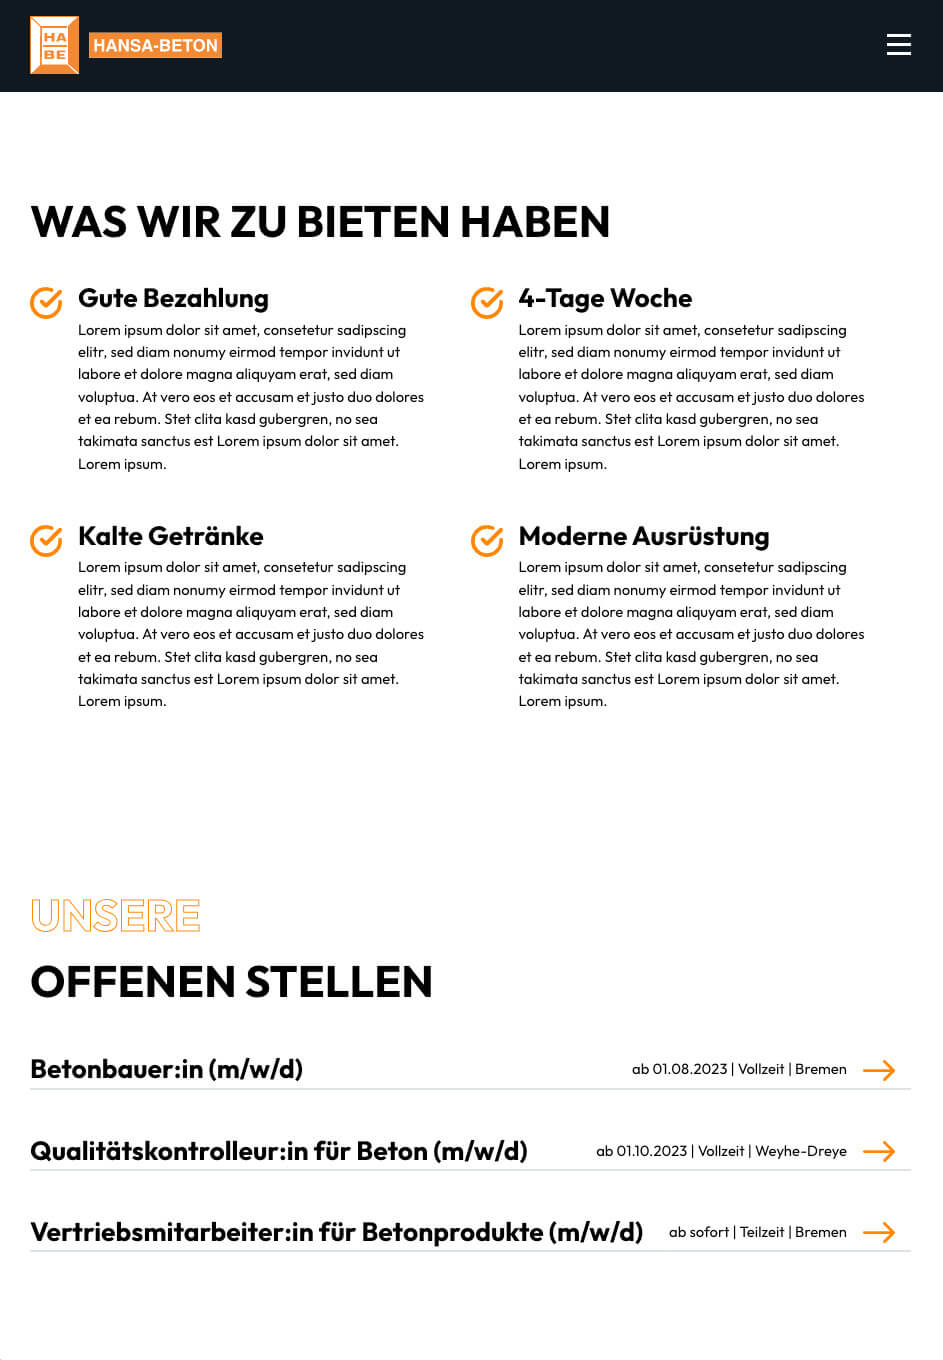 HA
BE
HANSA-BETON
WAS WIR ZU BIETEN HABEN
Gute Bezahlung
Lorem ipsum dolor sit amet, consetetur sadipscing
elitr, sed diam nonumy eirmod tempor invidunt ut
labore et dolore magna aliquyam erat, sed diam
voluptua. At vero eos et accusam et justo duo dolores
et ea rebum. Stet clita kasd gubergren, no sea
takimata sanctus est Lorem ipsum dolor sit amet.
Lorem ipsum.
4-Tage Woche
Lorem ipsum dolor sit amet, consetetur sadipscing
elitr, sed diam nonumy eirmod tempor invidunt ut
labore et dolore magna aliquyam erat, sed diam
voluptua. At vero eos et accusam et justo duo dolores
et ea rebum. Stet clita kasd gubergren, no sea
takimata sanctus est Lorem ipsum dolor sit amet.
Lorem ipsum.
Kalte Getränke
Lorem ipsum dolor sit amet, consetetur sadipscing
elitr, sed diam nonumy eirmod tempor invidunt ut
labore et dolore magna aliquyam erat, sed diam
voluptua. At vero eos et accusam et justo duo dolores
et ea rebum. Stet clita kasd gubergren, no sea
takimata sanctus est Lorem ipsum dolor sit amet.
Lorem ipsum.
Moderne Ausrüstung
Lorem ipsum dolor sit amet, consetetur sadipscing
elitr, sed diam nonumy eirmod tempor invidunt ut
labore et dolore magna aliquyam erat, sed diam
voluptua. At vero eos et accusam et justo duo dolores
et ea rebum. Stet clita kasd gubergren, no sea
takimata sanctus est Lorem ipsum dolor sit amet.
Lorem ipsum.
UNSERE
OFFENEN STELLEN
Betonbauer:in (m/w/d) ab 01.08.2023 | Vollzeit | Bremen
Qualitätskontrolleur:in für Beton (m/w/d) ab 01.10.2023 | Vollzeit | Weyhe-Dreye
Vertriebsmitarbeiter:in für Betonprodukte (m/w/d) ab sofort | Teilzeit | Bremen